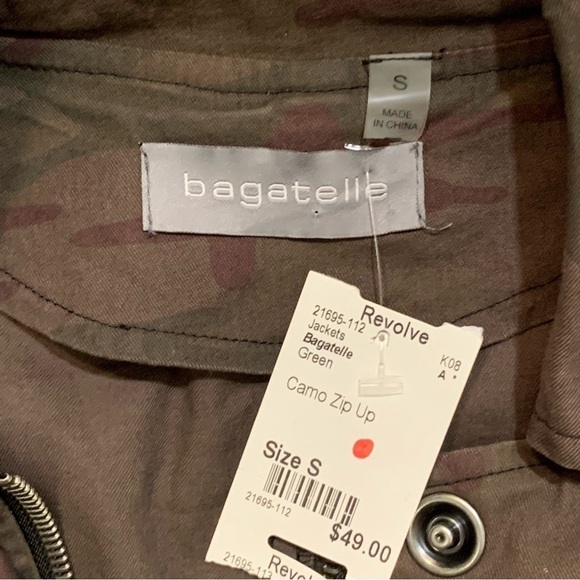 S
MADE
IN CHINA
bagatelle
Revolve
21695-112
Jackets
Bagatelle
Green
K08
A *
Camo Zip Up
Size S
21695-112
$49.00
Revolve